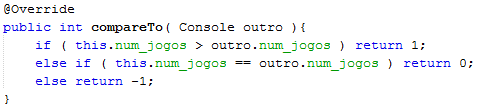 @Override
public int compareTo( Console outro ){
    if ( this.num_jogos > outro.num_jogos ) return 1;
    else if ( this.num_jogos == outro.num_jogos ) return 0;
    else return -1;
}